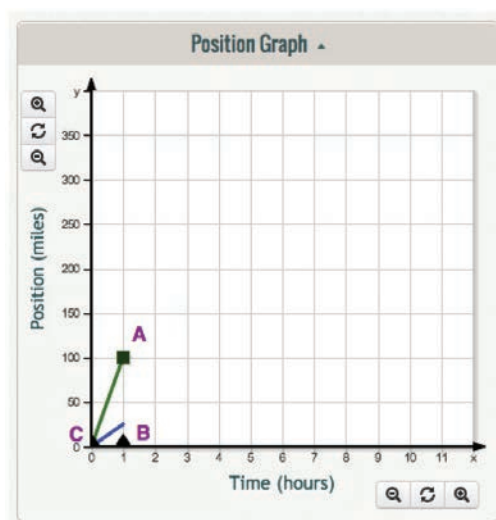 Position Graph
y
350
300
250
200
150
100
50
0
Position (miles)
A
B
C
0 1 2 3 4 5 6 7 8 9 10 11 x
Time (hours)